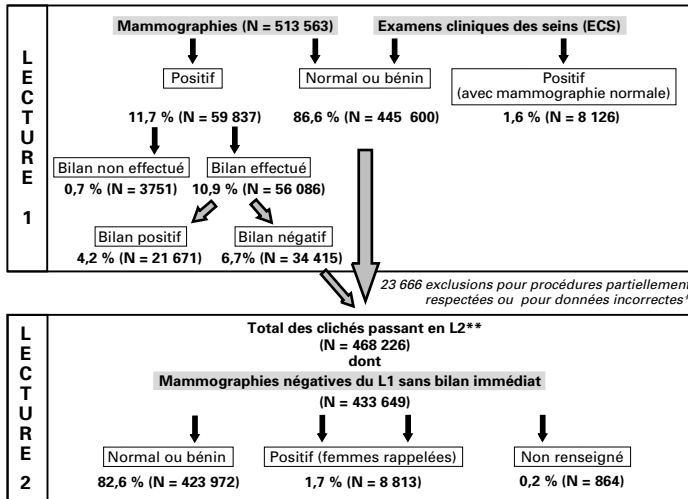 LECTURE 1
Mammographies (N = 513 563) Examens cliniques des seins (ECS)
Positif Normal ou bénin Positif
(avec mammographie normale)
11,7 % (N = 59 837) 86,6 % (N = 445 600) 1,6 % (N = 8 126)
Bilan non effectué Bilan effectué
0,7 % (N = 3751) 10,9 % (N = 56 086)
Bilan positif Bilan négatif
4,2 % (N = 21 671) 6,7% (N = 34 415)
23 666 exclusions pour procédures partiellement
respectées ou pour données incorrectes*
LECTURE 2
Total des clichés passant en L2**
(N = 468 226)
dont
Mammographies négatives du L1 sans bilan immédiat
(N = 433 649)
Normal ou bénin Positif (femmes rappelées) Non renseigné
82,6 % (N = 423 972) 1,7 % (N = 8 813) 0,2 % (N = 864)